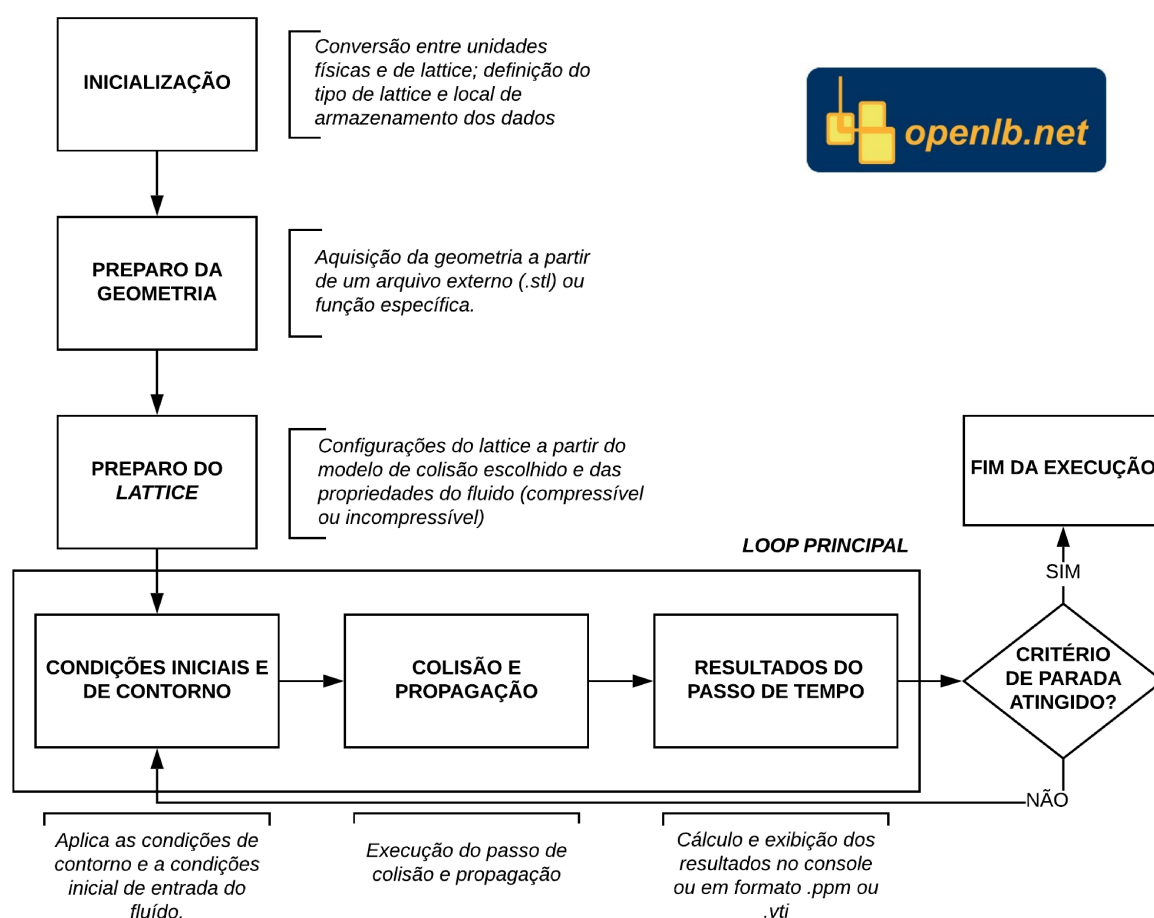 INICIALIZAÇÃO
Conversão entre unidades
físicas e de lattice; definição do
tipo de lattice e local de
armazenamento dos dados
openlb.net
PREPARO DA
GEOMETRIA
Aquisição da geometria a partir
de um arquivo externo (.stl) ou
função específica.
PREPARO DO
LATTICE
Configurações do lattice a partir do
modelo de colisão escolhido e das
propriedades do fluido (compressível
ou incompressível)
FIM DA EXECUÇÃO
LOOP PRINCIPAL
SIM
CONDIÇÕES INICIAIS E
DE CONTORNO
COLISÃO E
PROPAGAÇÃO
RESULTADOS DO
PASSO DE TEMPO
CRITÉRIO
DE PARADA
ATINGIDO?
NÃO
Aplica as condições de
contorno e a condições
inicial de entrada do
fluído.
Execução do passo de
colisão e propagação
Cálculo e exibição dos
resultados no console
ou em formato .ppm ou
.vti